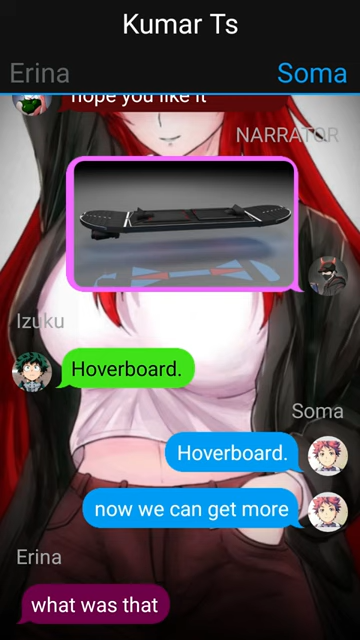 Kumar Ts
Erina
Soma
hope you like it
NARRATOR
Izuku
Hoverboard.
Soma
Hoverboard.
now we can get more
Erina
what was that